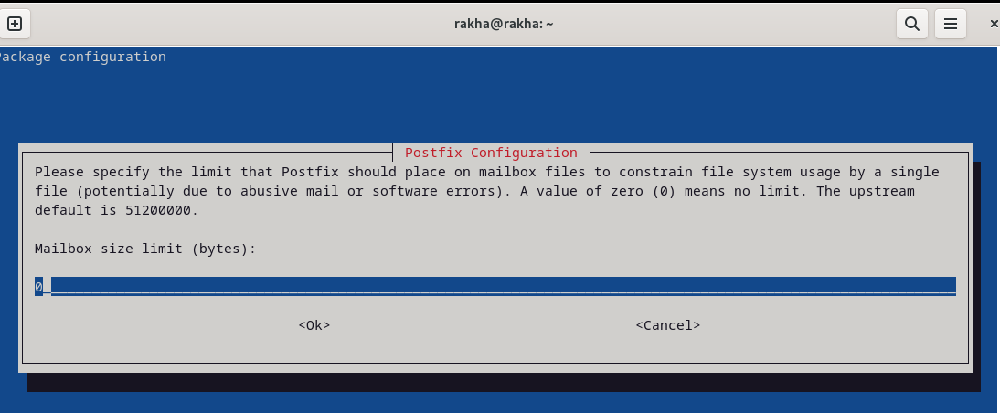 rakha@rakha: ~
Package configuration
Postfix Configuration
Please specify the limit that Postfix should place on mailbox files to constrain file system usage by a single
file (potentially due to abusive mail or software errors). A value of zero (0) means no limit. The upstream
default is 51200000.
Mailbox size limit (bytes):
0
<Ok> <Cancel>